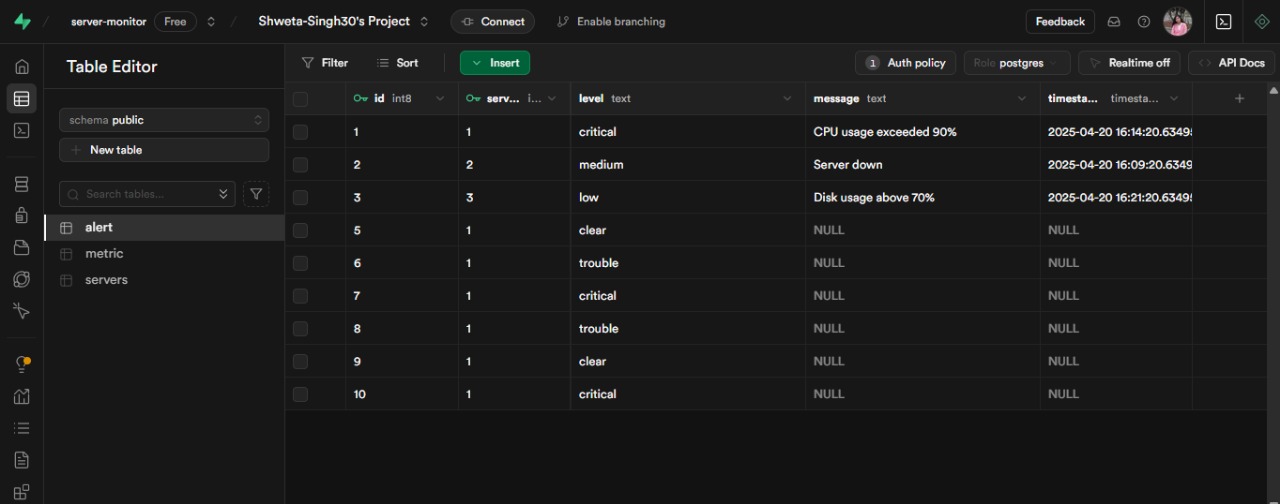 server-monitor Free Shweta-Singh30's Project Connect Enable branching Feedback
Table Editor
Filter Sort Insert 1 Auth policy Role postgres Realtime off API Docs
schema public
New table
Search tables...
alert
metric
servers
id int8 serv... i... level text message text timesta... timesta...
1 1 critical CPU usage exceeded 90% 2025-04-20 16:14:20.6349
2 2 medium Server down 2025-04-20 16:09:20.6349
3 3 low Disk usage above 70% 2025-04-20 16:21:20.6349
5 1 clear NULL NULL
6 1 trouble NULL NULL
7 1 critical NULL NULL
8 1 trouble NULL NULL
9 1 clear NULL NULL
10 1 critical NULL NULL